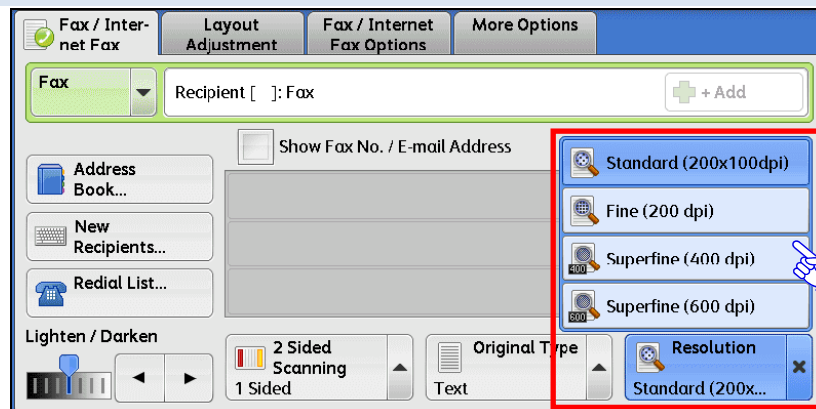 Fax / Inter-
net Fax
Layout
Adjustment
Fax / Internet
Fax Options
More Options
Fax
Recipient [   ]: Fax
+ Add
Show Fax No. / E-mail Address
Address
Book...
New
Recipients...
Redial List...
Standard (200x100dpi)
Fine (200 dpi)
400
Superfine (400 dpi)
600
Superfine (600 dpi)
Lighten / Darken
2 Sided
Scanning
1 Sided
Original Type
Text
Resolution
Standard (200x...